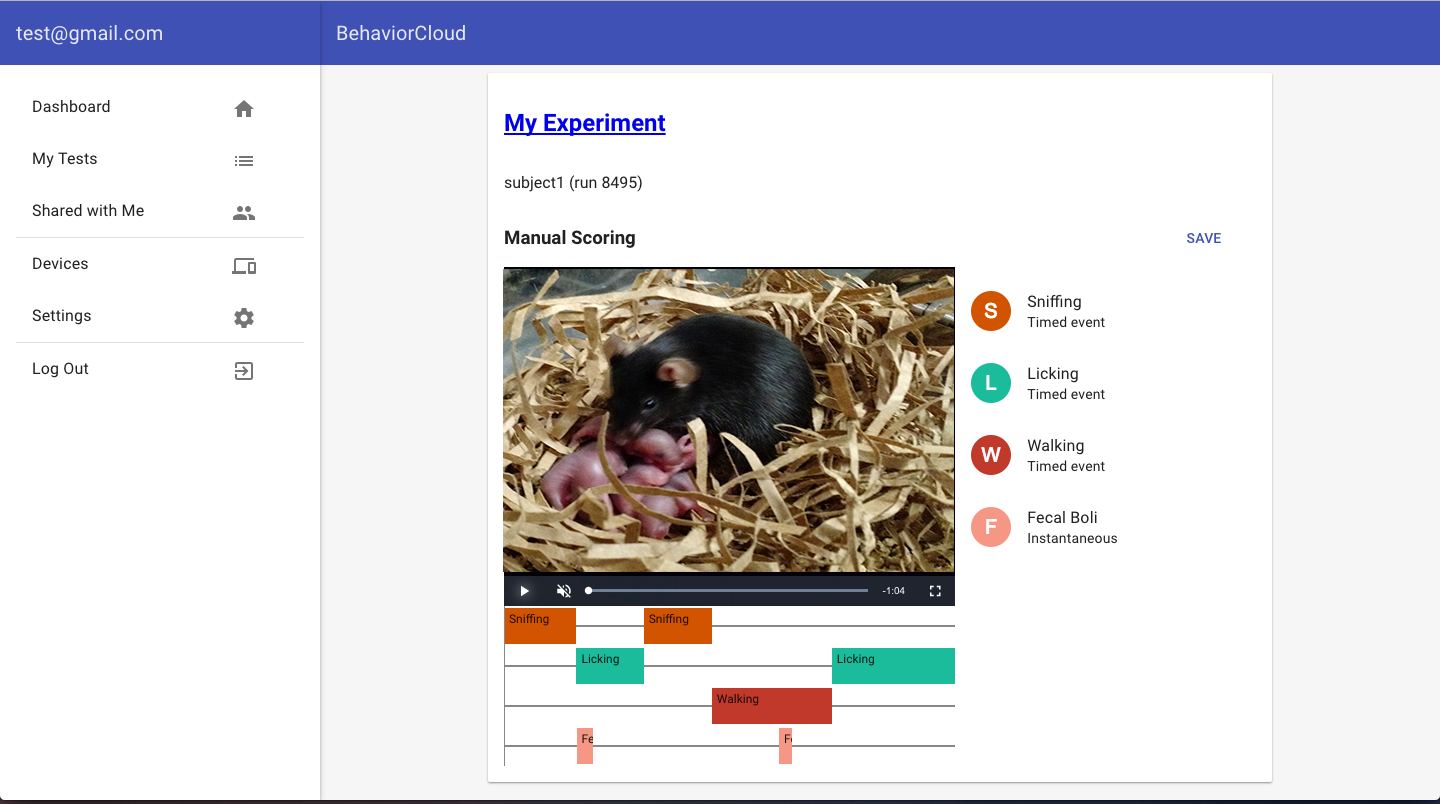 test@gmail.com
BehaviorCloud
Dashboard
My Tests
Shared with Me
Devices
Settings
Log Out
My Experiment
subject1 (run 8495)
Manual Scoring
SAVE
S
Sniffing
Timed event
L
Licking
Timed event
W
Walking
Timed event
F
Fecal Boli
Instantaneous
-1:04
Sniffing
Sniffing
Licking
Licking
Walking
Fe
Fe